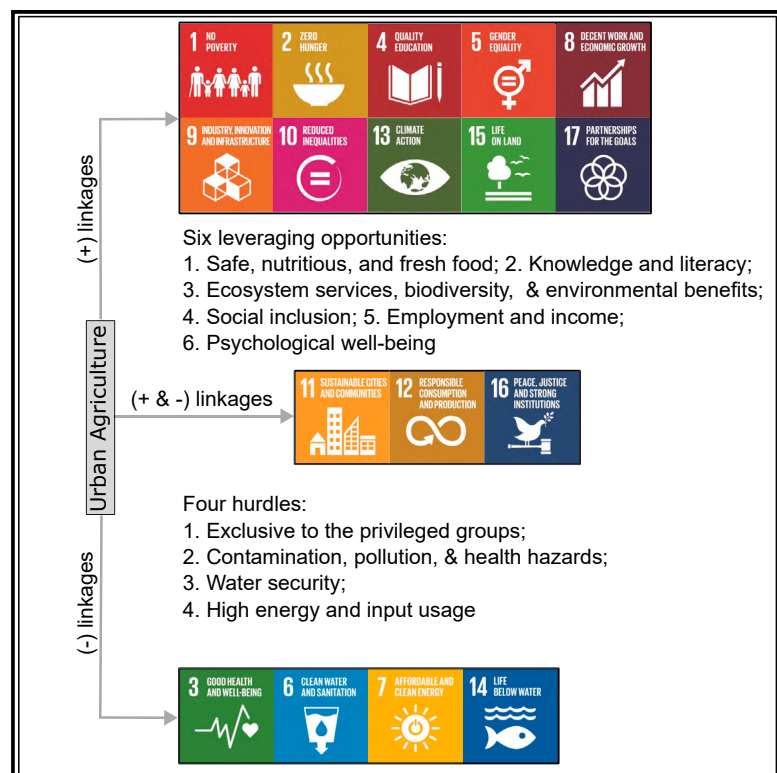 1 NO
POVERTY
2 ZERO
HUNGER
4 QUALITY
EDUCATION
5 GENDER
EQUALITY
8 DECENT WORK AND
ECONOMIC GROWTH
9 INDUSTRY, INNOVATION
AND INFRASTRUCTURE
10 REDUCED
INEQUALITIES
13 CLIMATE
ACTION
15 LIFE
ON LAND
17 PARTNERSHIPS
FOR THE GOALS
(+) linkages
Six leveraging opportunities:
1. Safe, nutritious, and fresh food; 2. Knowledge and literacy;
3. Ecosystem services, biodiversity, & environmental benefits;
4. Social inclusion; 5. Employment and income;
6. Psychological well-being
Urban Agriculture
(+ & -) linkages
11 SUSTAINABLE CITIES
AND COMMUNITIES
12 RESPONSIBLE
CONSUMPTION
AND PRODUCTION
16 PEACE, JUSTICE
AND STRONG
INSTITUTIONS
Four hurdles:
1. Exclusive to the privileged groups;
2. Contamination, pollution, & health hazards;
3. Water security;
4. High energy and input usage
(-) linkages
3 GOOD HEALTH
AND WELL-BEING
6 CLEAN WATER
AND SANITATION
7 AFFORDABLE AND
CLEAN ENERGY
14 LIFE
BELOW WATER